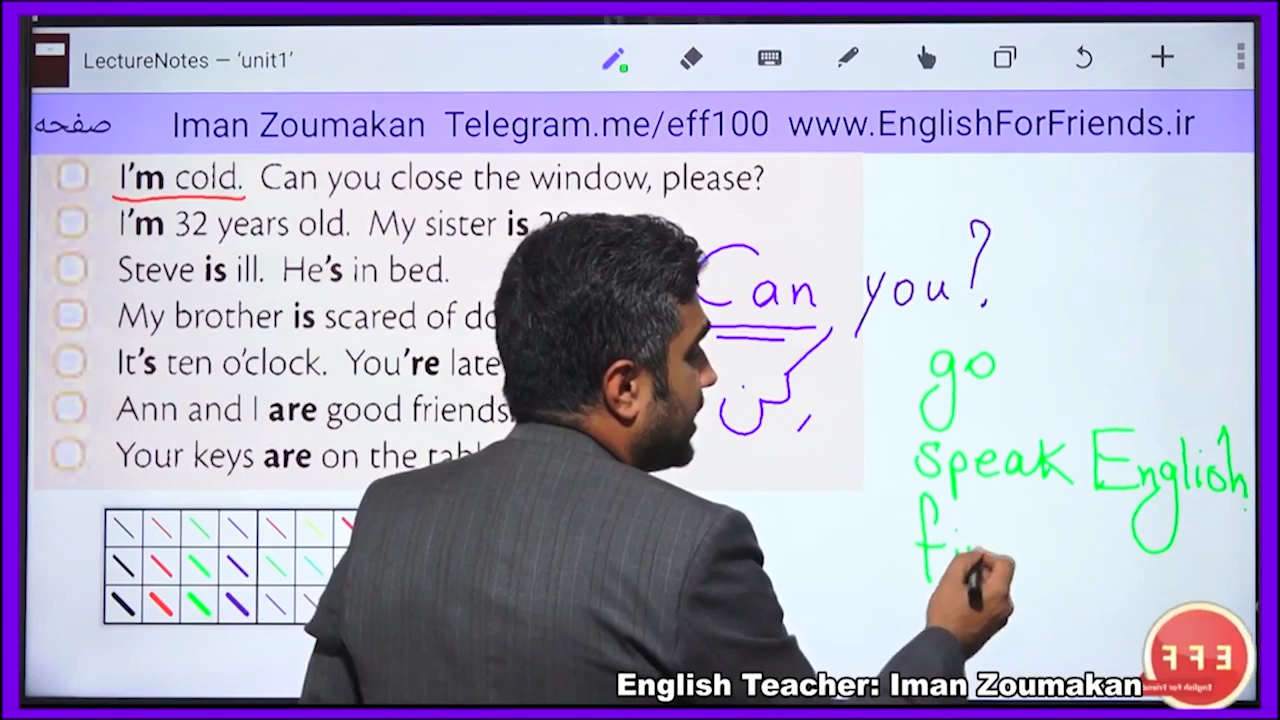 LectureNotes – ‘unit1’
صفحه Iman Zoumakan Telegram.me/eff100 www.EnglishForFriends.ir
I'm cold. Can you close the window, please?
I'm 32 years old. My sister is
Steve is ill. He's in bed.
My brother is scared of
It's ten o'clock. You're late
Ann and I are good friends.
Your keys are on the
Can you?
go
speak English
EFF
English For Friends
English Teacher: Iman Zoumakan